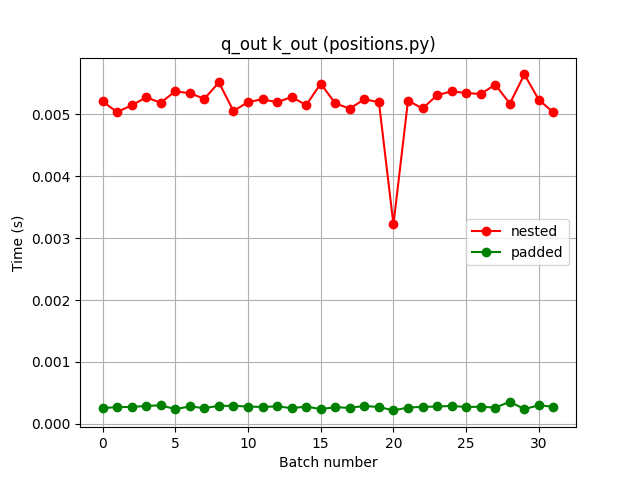 q_out k_out (positions.py)
Time (s)
0.005
0.004
0.003
0.002
0.001
0.000
nested
padded
0 5 10 15 20 25 30
Batch number